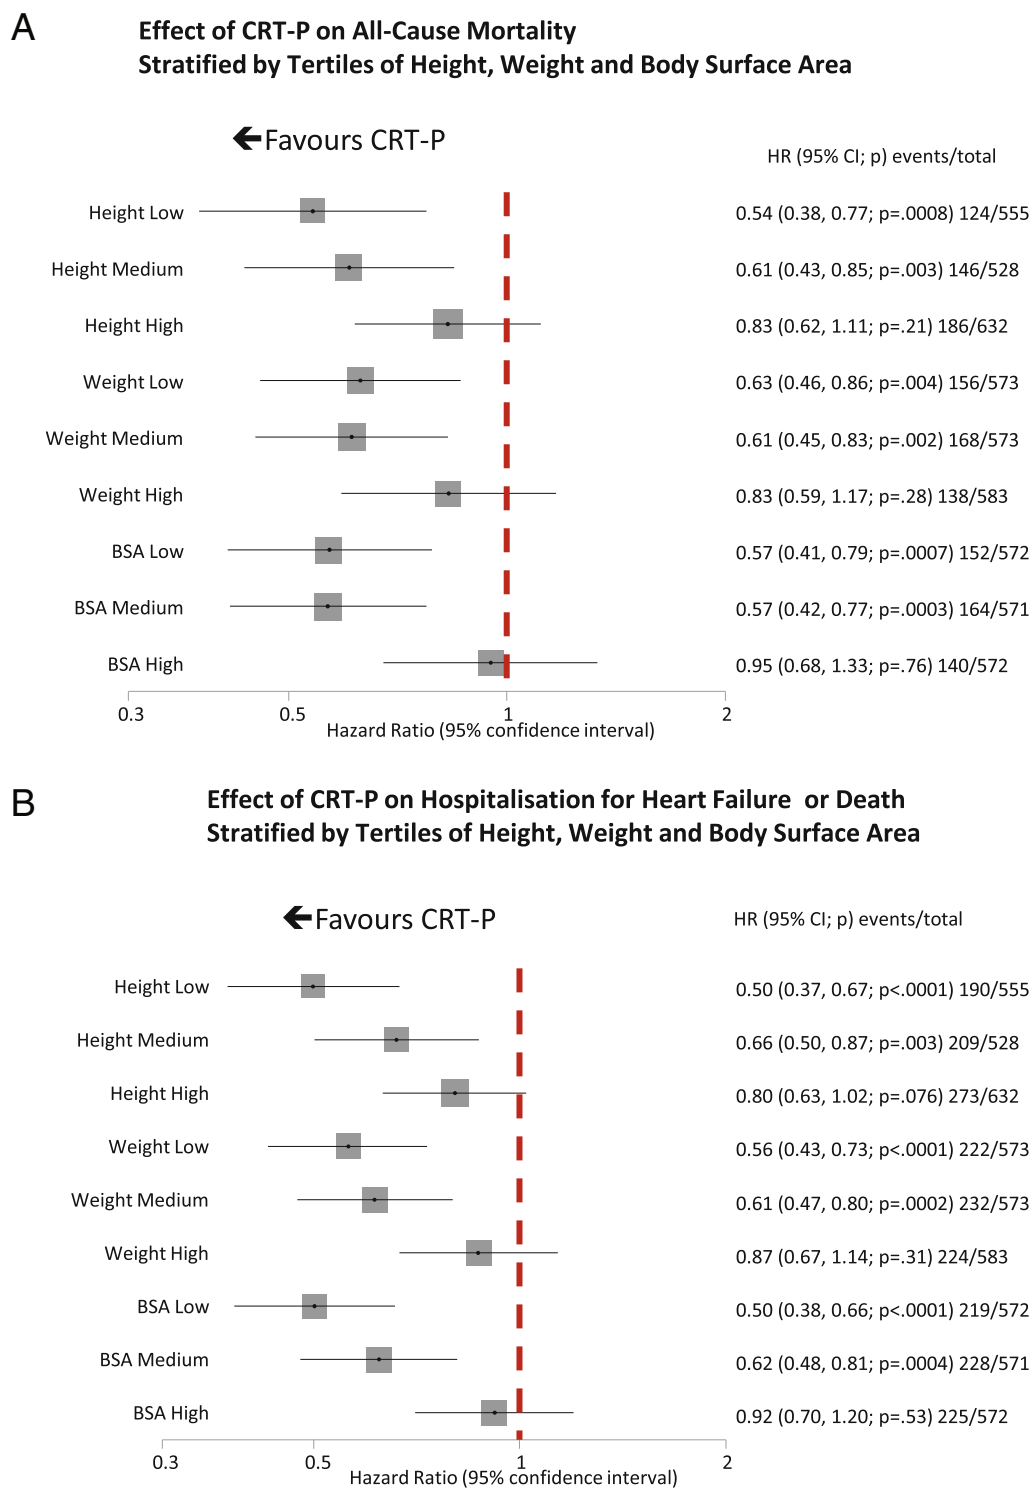 A
Effect of CRT-P on All-Cause Mortality
Stratified by Tertiles of Height, Weight and Body Surface Area
←Favours CRT-P
HR (95% CI; p) events/total
Height Low 0.54 (0.38, 0.77; p=.0008) 124/555
Height Medium 0.61 (0.43, 0.85; p=.003) 146/528
Height High 0.83 (0.62, 1.11; p=.21) 186/632
Weight Low 0.63 (0.46, 0.86; p=.004) 156/573
Weight Medium 0.61 (0.45, 0.83; p=.002) 168/573
Weight High 0.83 (0.59, 1.17; p=.28) 138/583
BSA Low 0.57 (0.41, 0.79; p=.0007) 152/572
BSA Medium 0.57 (0.42, 0.77; p=.0003) 164/571
BSA High 0.95 (0.68, 1.33; p=.76) 140/572
0.3 0.5 1 2
Hazard Ratio (95% confidence interval)
B
Effect of CRT-P on Hospitalisation for Heart Failure or Death
Stratified by Tertiles of Height, Weight and Body Surface Area
←Favours CRT-P
HR (95% CI; p) events/total
Height Low 0.50 (0.37, 0.67; p<.0001) 190/555
Height Medium 0.66 (0.50, 0.87; p=.003) 209/528
Height High 0.80 (0.63, 1.02; p=.076) 273/632
Weight Low 0.56 (0.43, 0.73; p<.0001) 222/573
Weight Medium 0.61 (0.47, 0.80; p=.0002) 232/573
Weight High 0.87 (0.67, 1.14; p=.31) 224/583
BSA Low 0.50 (0.38, 0.66; p<.0001) 219/572
BSA Medium 0.62 (0.48, 0.81; p=.0004) 228/571
BSA High 0.92 (0.70, 1.20; p=.53) 225/572
0.3 0.5 1 2
Hazard Ratio (95% confidence interval)